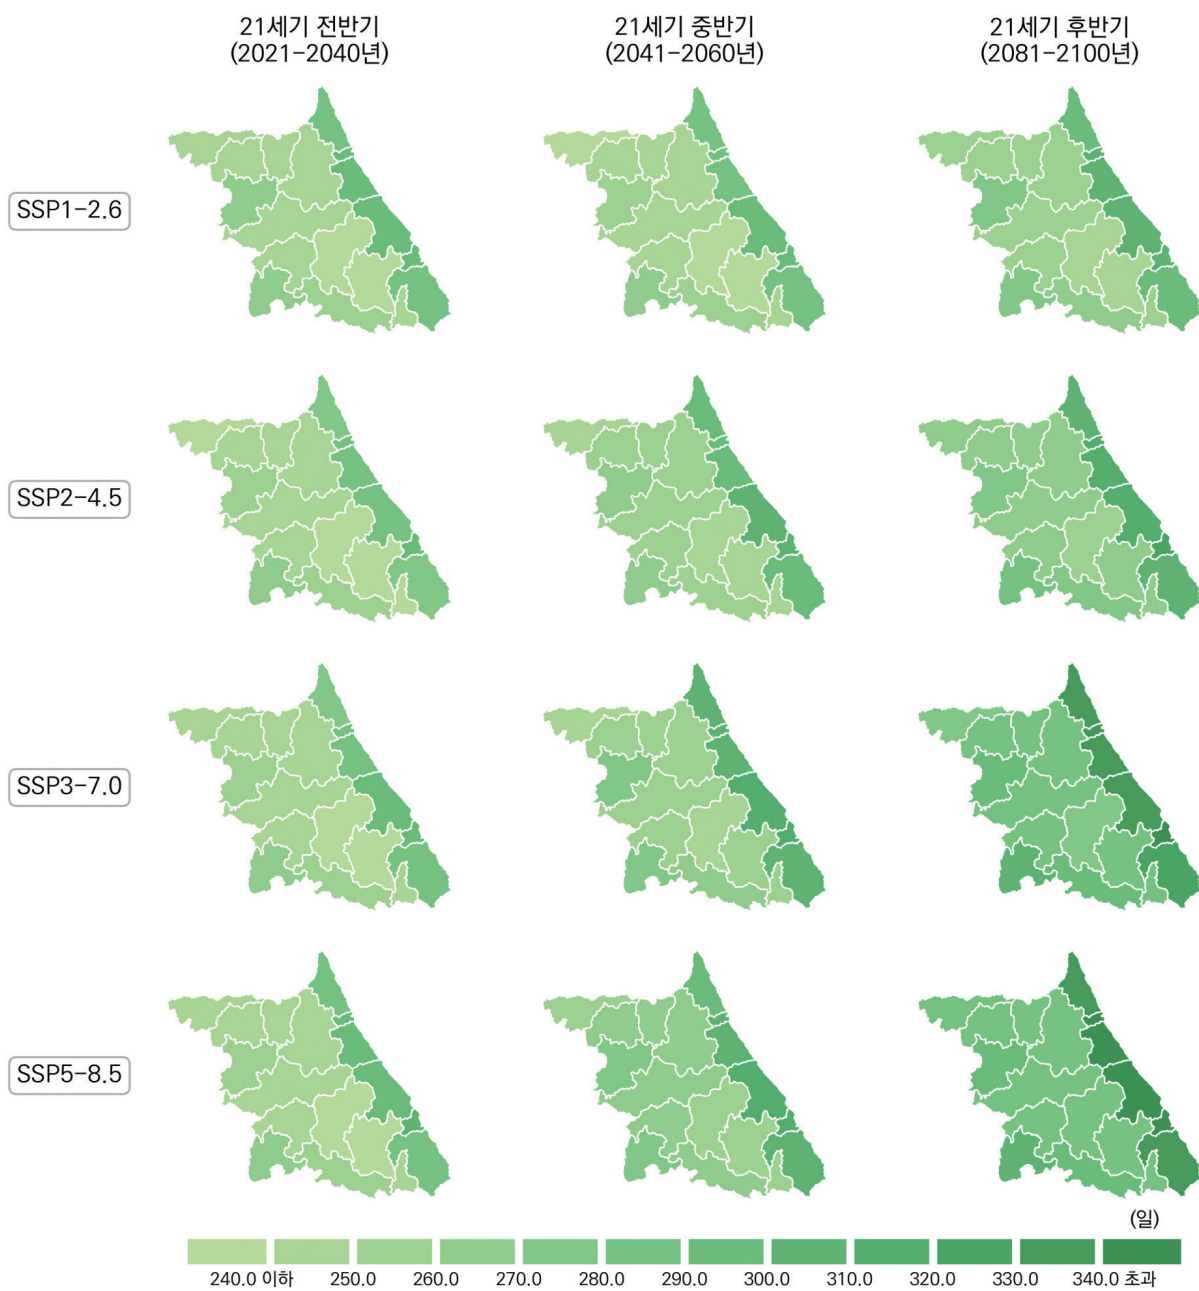 21세기 전반기
(2021-2040년)
21세기 중반기
(2041-2060년)
21세기 후반기
(2081-2100년)
SSP1-2.6
SSP2-4.5
SSP3-7.0
SSP5-8.5
(일)
240.0 이하 250.0 260.0 270.0 280.0 290.0 300.0 310.0 320.0 330.0 340.0 초과